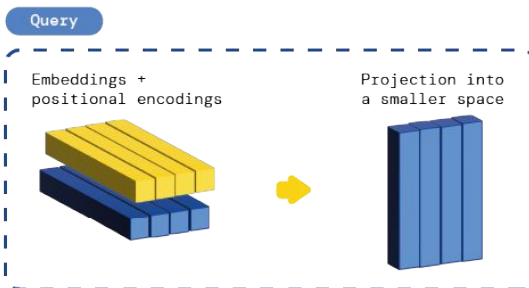 Query
Embeddings +
positional encodings
Projection into
a smaller space